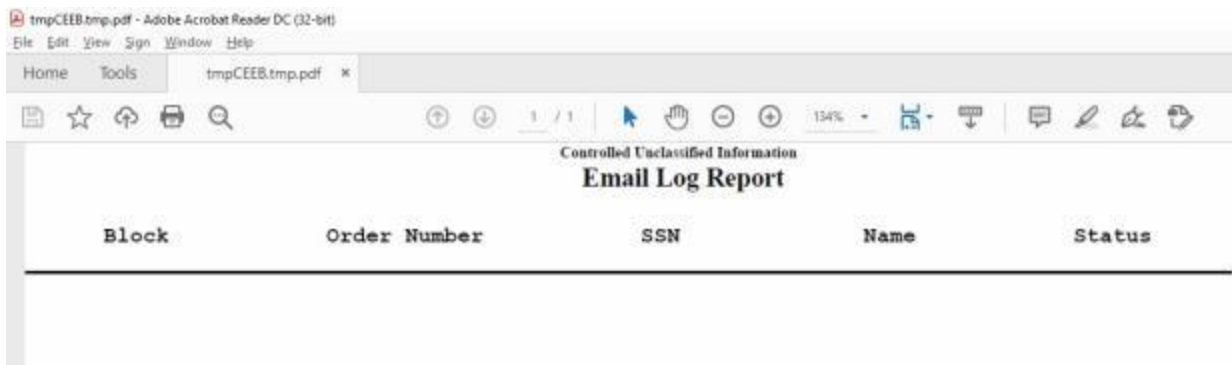 tmpCEEB.tmp.pdf - Adobe Acrobat Reader DC (32-bit)
File Edit View Sign Window Help
Home Tools tmpCEEB.tmp.pdf ×
1 / 1 134%
Controlled Unclassified Information
Email Log Report
Block Order Number SSN Name Status